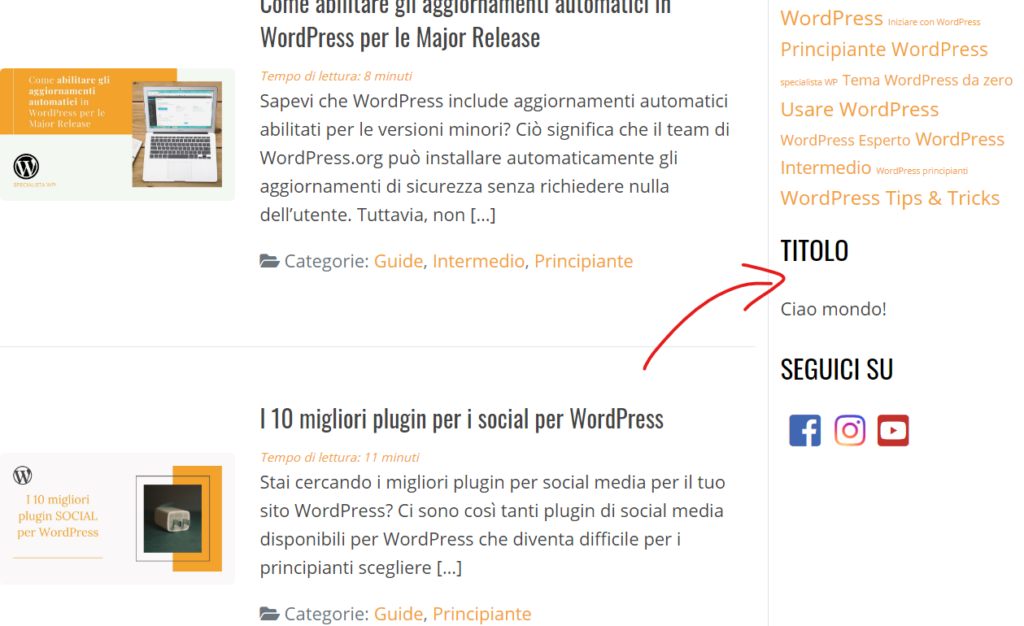 Come abilitare gli aggiornamenti automatici in
WordPress per le Major Release
Tempo di lettura: 8 minuti
Sapevi che WordPress include aggiornamenti automatici
abilitati per le versioni minori? Ciò significa che il team di
WordPress.org può installare automaticamente gli
aggiornamenti di sicurezza senza richiedere nulla
dell’utente. Tuttavia, non [...]
Categorie: Guide, Intermedio, Principiante
Come abilitare gli
aggiornamenti
automatici in
WordPress per le
Major Release
SPECIALISTA WP
I 10 migliori plugin per i social per WordPress
Tempo di lettura: 11 minuti
Stai cercando i migliori plugin per social media per il tuo
sito WordPress? Ci sono così tanti plugin di social media
disponibili per WordPress che diventa difficile per i
principianti scegliere [...]
Categorie: Guide, Principiante
I 10 migliori
plugin SOCIAL
per WordPress
WordPress Iniziare con WordPress
Principiante WordPress
specialista WP Tema WordPress da zero
Usare WordPress
WordPress Esperto WordPress
Intermedio WordPress principianti
WordPress Tips & Tricks
TITOLO
Ciao mondo!
SEGUICI SU